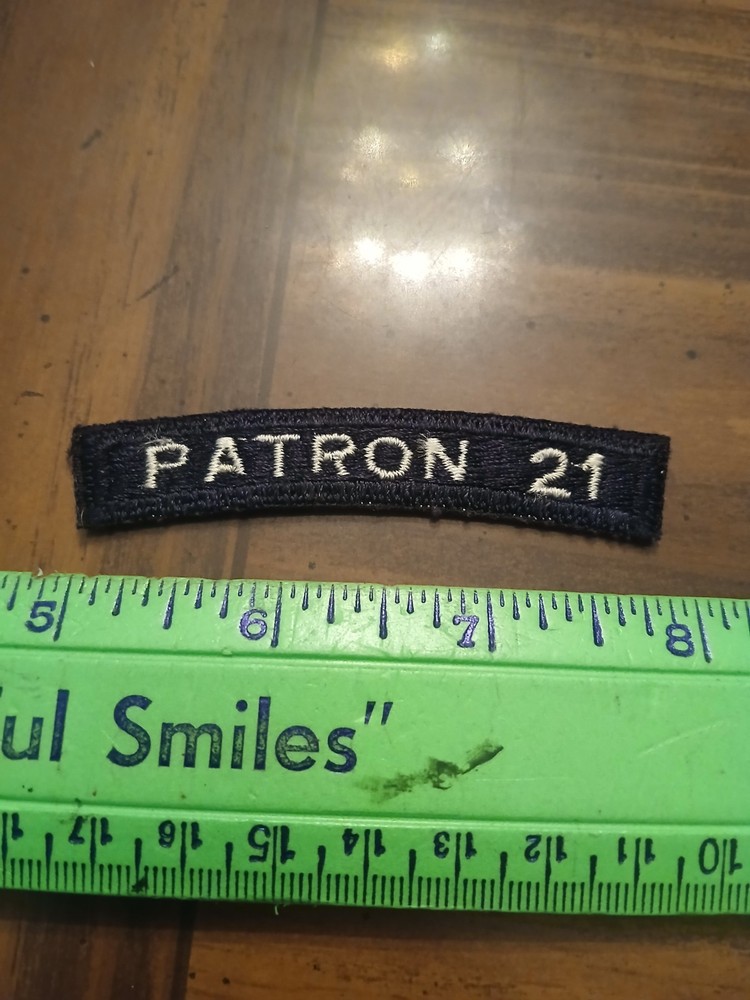 PATRON 21
5 6 7 8
ul Smiles"
17 16 15 14 13 12 11 10